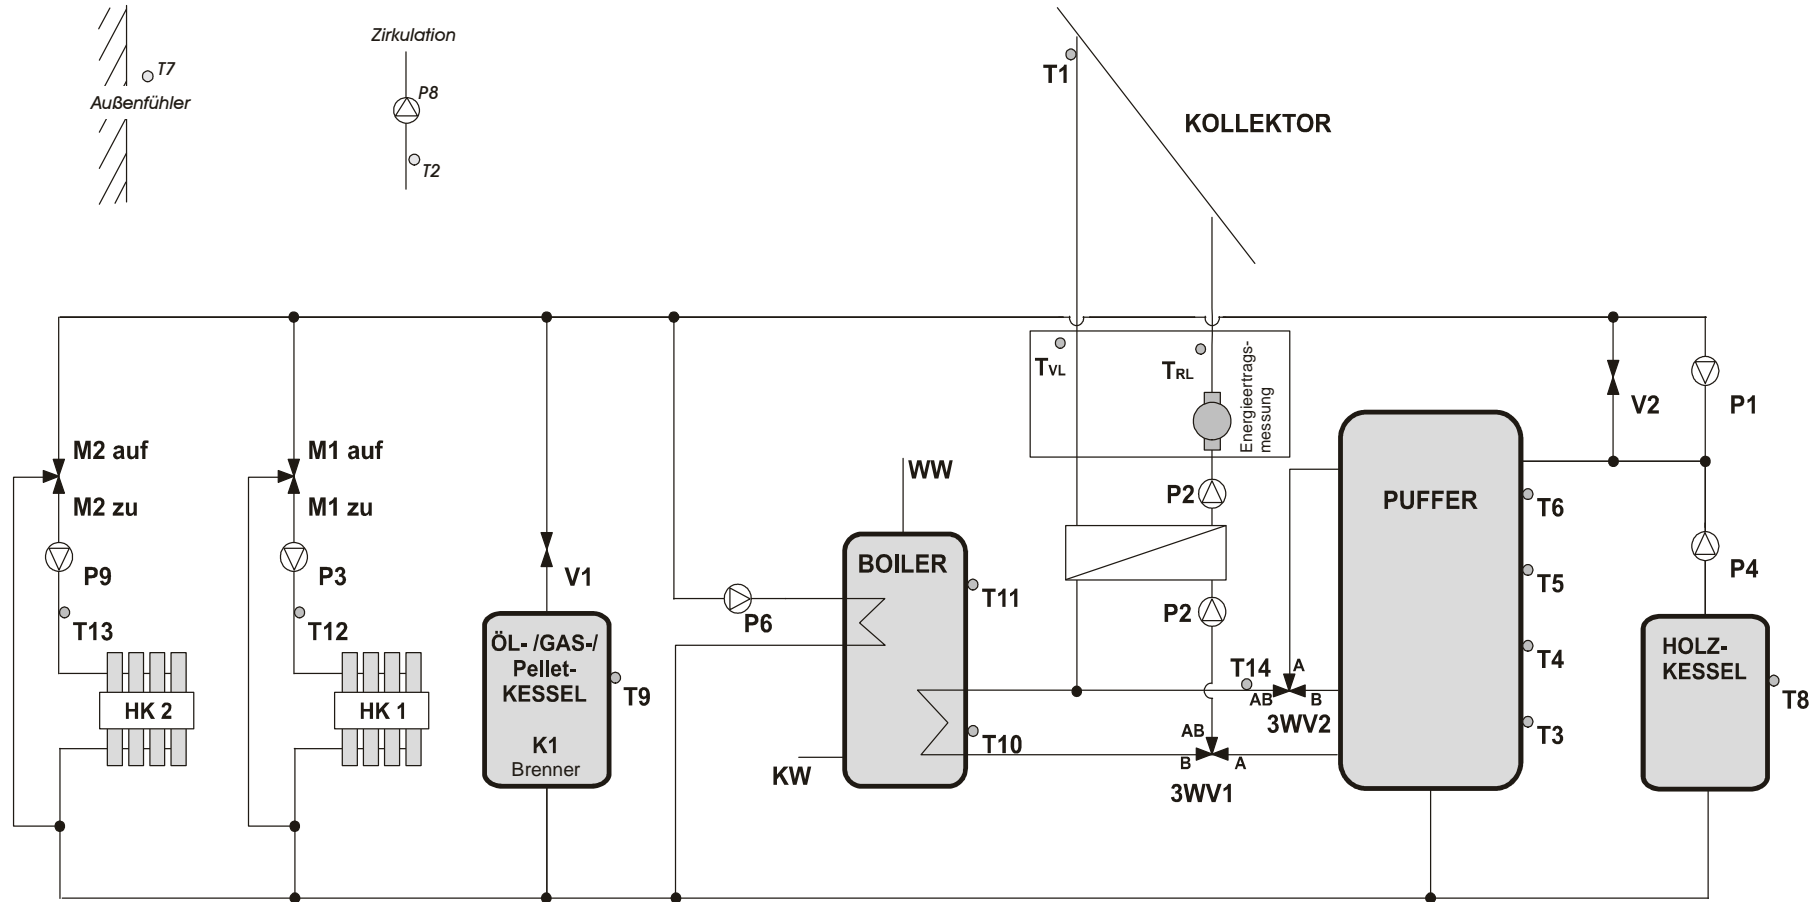 T7
Außenfühler
Zirkulation
P8
T2
T1
KOLLEKTOR
TVL
TRL
Energieertrags-
messung
V2
P1
M2 auf
M2 zu
P9
T13
HK 2
M1 auf
M1 zu
P3
T12
HK 1
V1
ÖL- /GAS-/
Pellet-
KESSEL
K1
Brenner
T9
P6
WW
BOILER
T11
T10
KW
P2
P2
T14
A
AB
B
3WV2
AB
B
A
3WV1
PUFFER
T6
T5
T4
T3
P4
HOLZ-
KESSEL
T8